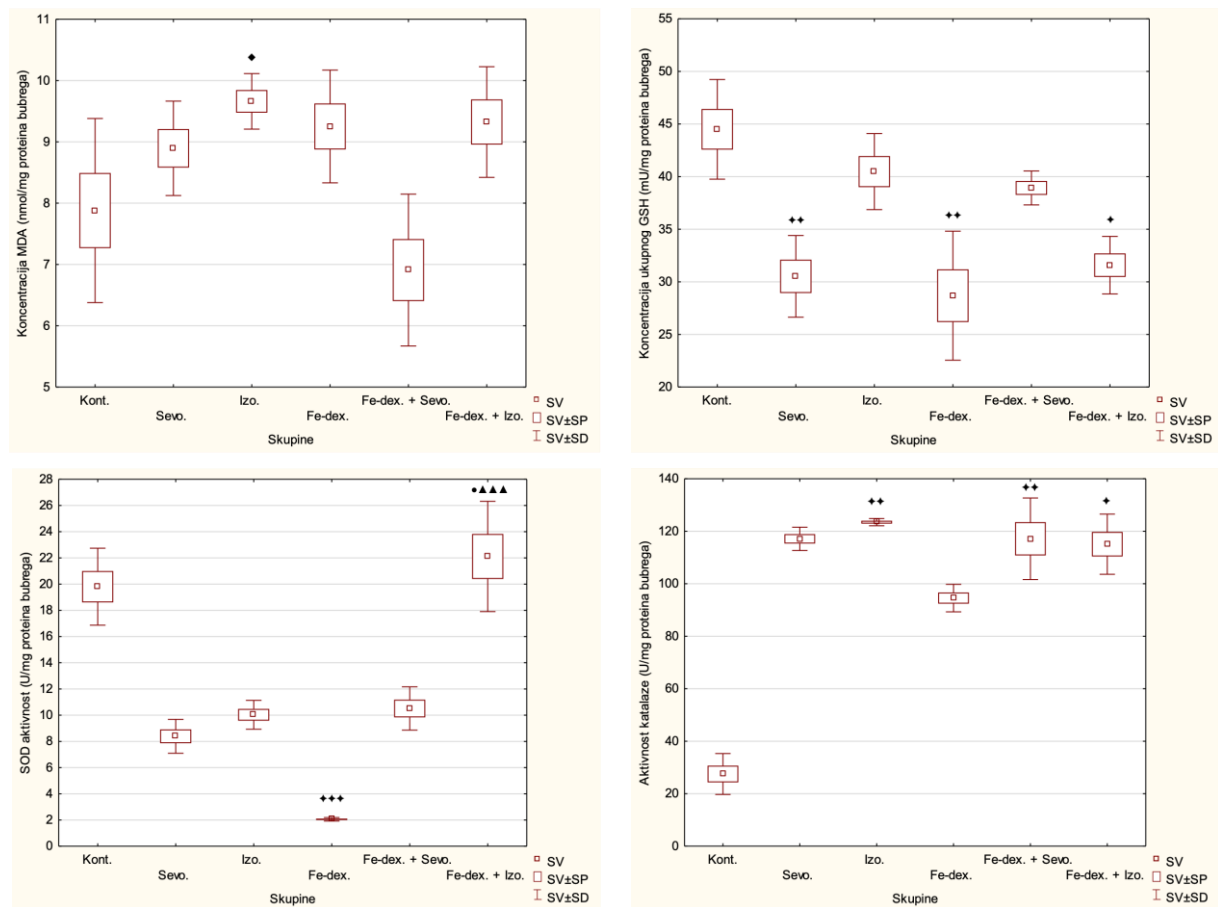 Koncentracija MDA (nmol/mg proteina bubrega)
11
10
9
8
7
6
5
◆
Kont.
Sevo.
Izo.
Fe-dex.
Fe-dex. + Sevo.
Fe-dex. + Izo.
Skupine
SV
SV±SP
SV±SD
Koncentracija ukupnog GSH (mU/mg proteina bubrega)
55
50
45
40
35
30
25
20
✦✦
✦✦
✦
Kont.
Sevo.
Izo.
Fe-dex.
Fe-dex. + Sevo.
Fe-dex. + Izo.
Skupine
SV
SV±SP
SV±SD
SOD aktivnost (U/mg proteina bubrega)
28
26
24
22
20
18
16
14
12
10
8
6
4
2
0
✦✦✦
●▲▲▲
Kont.
Sevo.
Izo.
Fe-dex.
Fe-dex. + Sevo.
Fe-dex. + Izo.
Skupine
SV
SV±SP
SV±SD
Aktivnost katalaze (U/mg proteina bubrega)
140
120
100
80
60
40
20
0
✦✦
✦✦
✦
Kont.
Sevo.
Izo.
Fe-dex.
Fe-dex. + Sevo.
Fe-dex. + Izo.
Skupine
SV
SV±SP
SV±SD